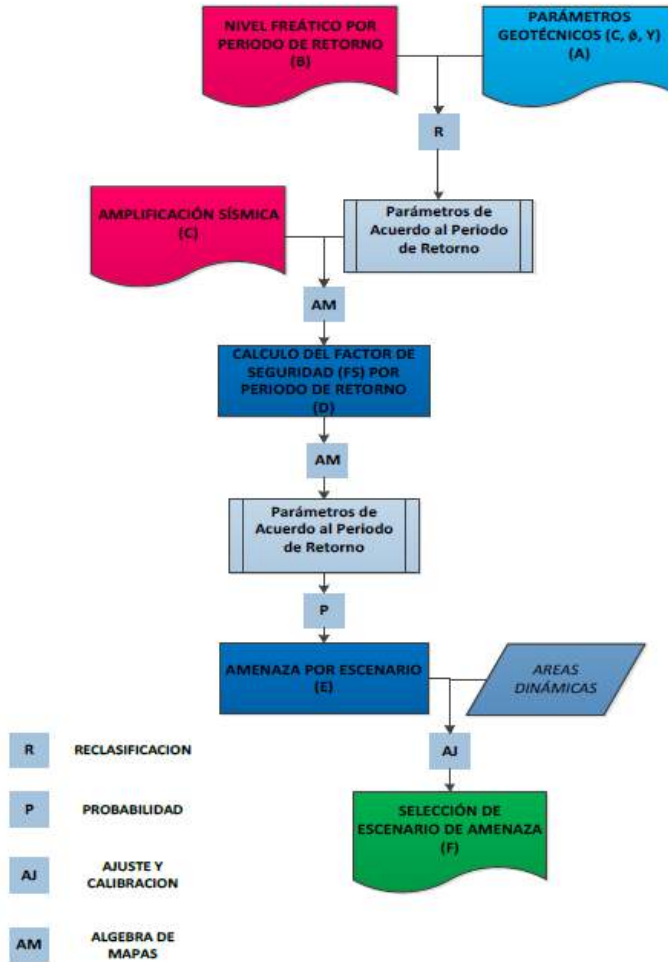 NIVEL FREÁTICO POR
PERIODO DE RETORNO
(B)
PARÁMETROS
GEOTÉCNICOS (C, ø, Y)
(A)
R
AMPLIFICACIÓN SÍSMICA
(C)
Parámetros de
Acuerdo al Periodo
de Retorno
AM
CALCULO DEL FACTOR DE
SEGURIDAD (FS) POR
PERIODO DE RETORNO
(D)
AM
Parámetros de
Acuerdo al Periodo
de Retorno
P
AMENAZA POR ESCENARIO
(E)
AREAS
DINÁMICAS
AJ
SELECCIÓN DE
ESCENARIO DE AMENAZA
(F)
R RECLASIFICACION
P PROBABILIDAD
AJ AJUSTE Y
CALIBRACION
AM ALGEBRA DE
MAPAS